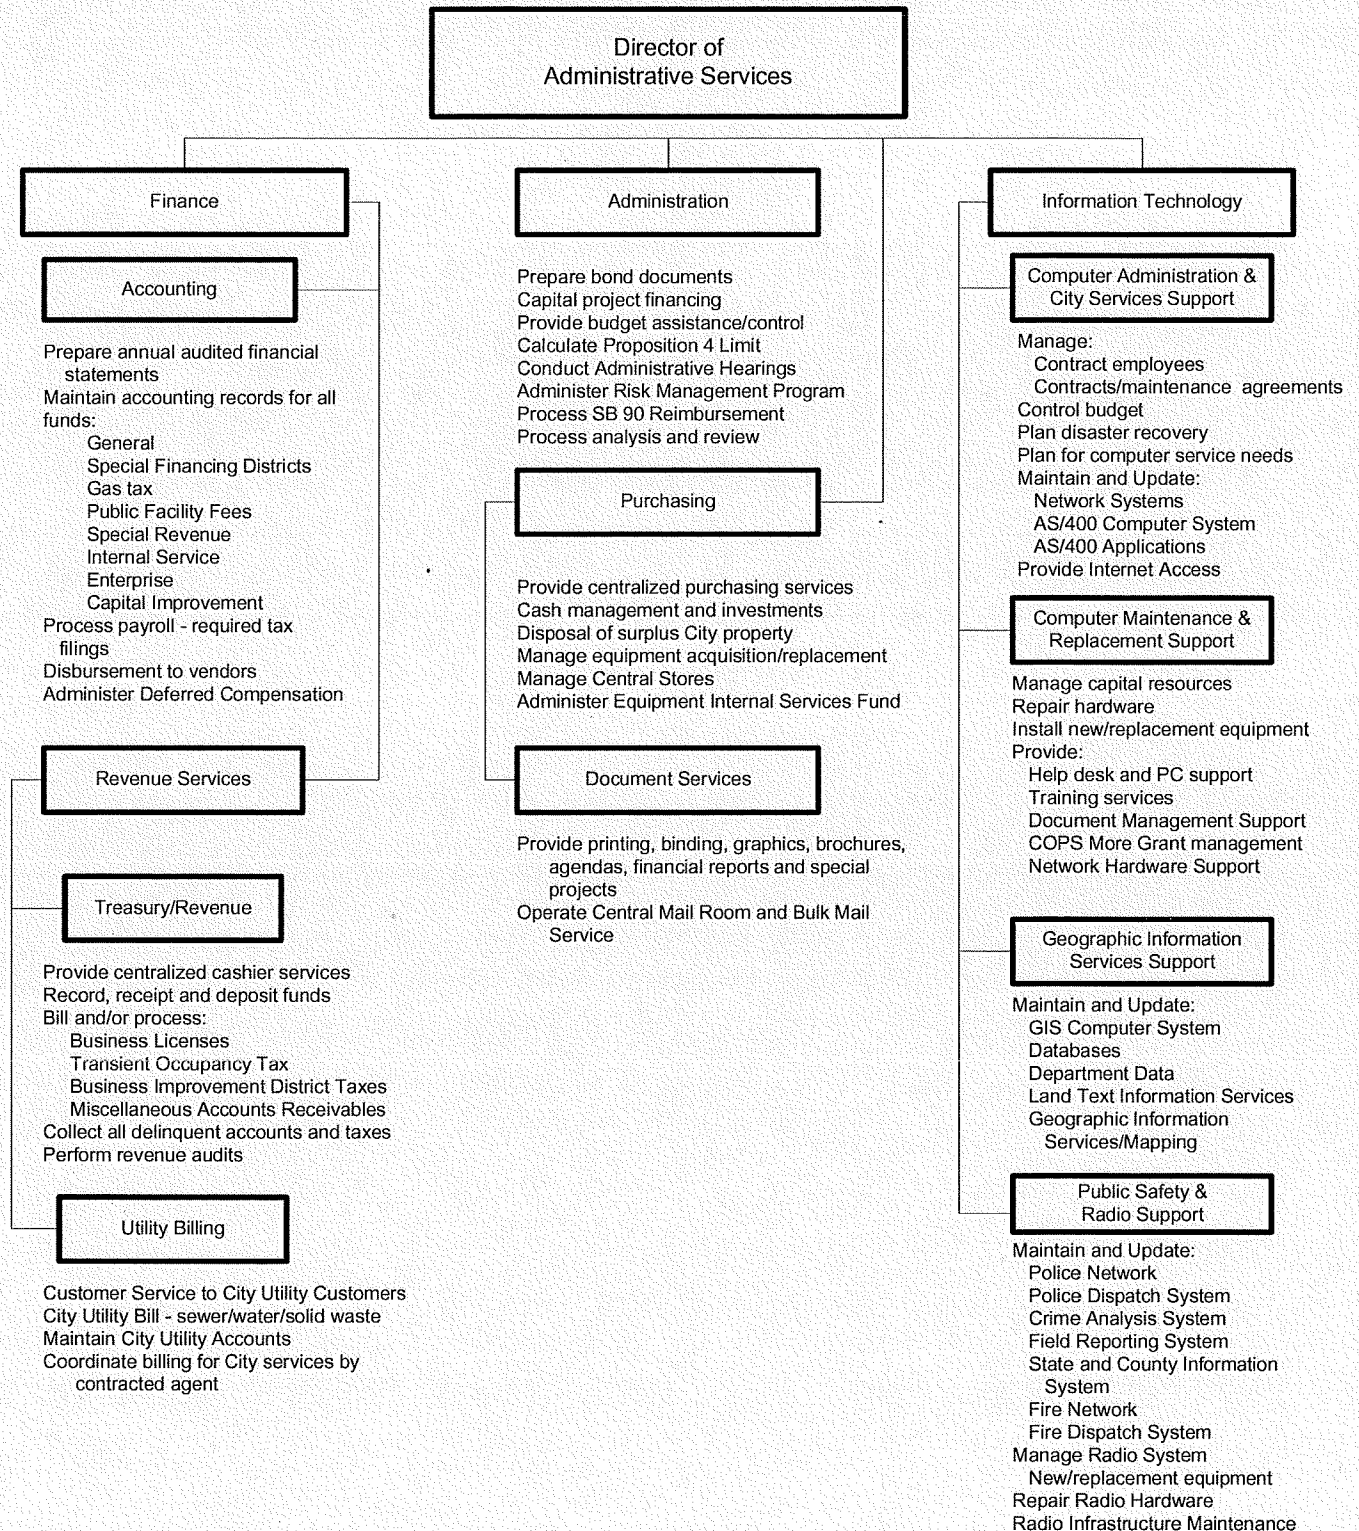 Director of
Administrative Services
Finance
Accounting
Prepare annual audited financial
statements
Maintain accounting records for all
funds:
General
Special Financing Districts
Gas tax
Public Facility Fees
Special Revenue
Internal Service
Enterprise
Capital Improvement
Process payroll - required tax
filings
Disbursement to vendors
Administer Deferred Compensation
Revenue Services
Treasury/Revenue
Provide centralized cashier services
Record, receipt and deposit funds
Bill and/or process:
Business Licenses
Transient Occupancy Tax
Business Improvement District Taxes
Miscellaneous Accounts Receivables
Collect all delinquent accounts and taxes
Perform revenue audits
Utility Billing
Customer Service to City Utility Customers
City Utility Bill - sewer/water/solid waste
Maintain City Utility Accounts
Coordinate billing for City services by
contracted agent
Administration
Prepare bond documents
Capital project financing
Provide budget assistance/control
Calculate Proposition 4 Limit
Conduct Administrative Hearings
Administer Risk Management Program
Process SB 90 Reimbursement
Process analysis and review
Purchasing
Provide centralized purchasing services
Cash management and investments
Disposal of surplus City property
Manage equipment acquisition/replacement
Manage Central Stores
Administer Equipment Internal Services Fund
Document Services
Provide printing, binding, graphics, brochures,
agendas, financial reports and special
projects
Operate Central Mail Room and Bulk Mail
Service
Information Technology
Computer Administration &
City Services Support
Manage:
Contract employees
Contracts/maintenance agreements
Control budget
Plan disaster recovery
Plan for computer service needs
Maintain and Update:
Network Systems
AS/400 Computer System
AS/400 Applications
Provide Internet Access
Computer Maintenance &
Replacement Support
Manage capital resources
Repair hardware
Install new/replacement equipment
Provide:
Help desk and PC support
Training services
Document Management Support
COPS More Grant management
Network Hardware Support
Geographic Information
Services Support
Maintain and Update:
GIS Computer System
Databases
Department Data
Land Text Information Services
Geographic Information
Services/Mapping
Public Safety &
Radio Support
Maintain and Update:
Police Network
Police Dispatch System
Crime Analysis System
Field Reporting System
State and County Information
System
Fire Network
Fire Dispatch System
Manage Radio System
New/replacement equipment
Repair Radio Hardware
Radio Infrastructure Maintenance